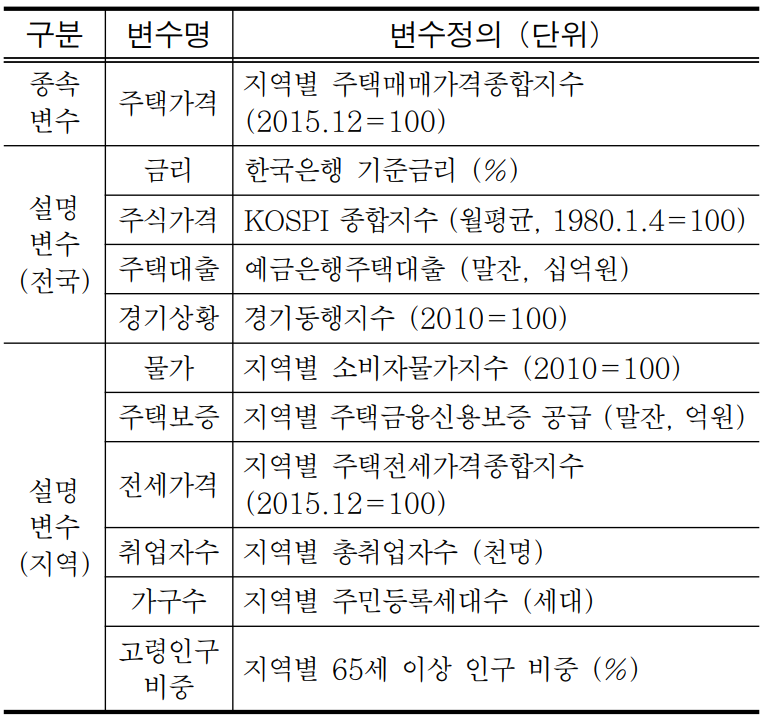 구분 변수명 변수정의 (단위)
종속
변수
주택가격
지역별 주택매매가격종합지수
(2015.12=100)
설명
변수
(전국)
금리 한국은행 기준금리 (%)
주식가격 KOSPI 종합지수 (월평균, 1980.1.4=100)
주택대출 예금은행주택대출 (말잔, 십억원)
경기상황 경기동행지수 (2010=100)
설명
변수
(지역)
물가 지역별 소비자물가지수 (2010=100)
주택보증 지역별 주택금융신용보증 공급 (말잔, 억원)
전세가격
지역별 주택전세가격종합지수
(2015.12=100)
취업자수 지역별 총취업자수 (천명)
가구수 지역별 주민등록세대수 (세대)
고령인구
비중
지역별 65세 이상 인구 비중 (%)